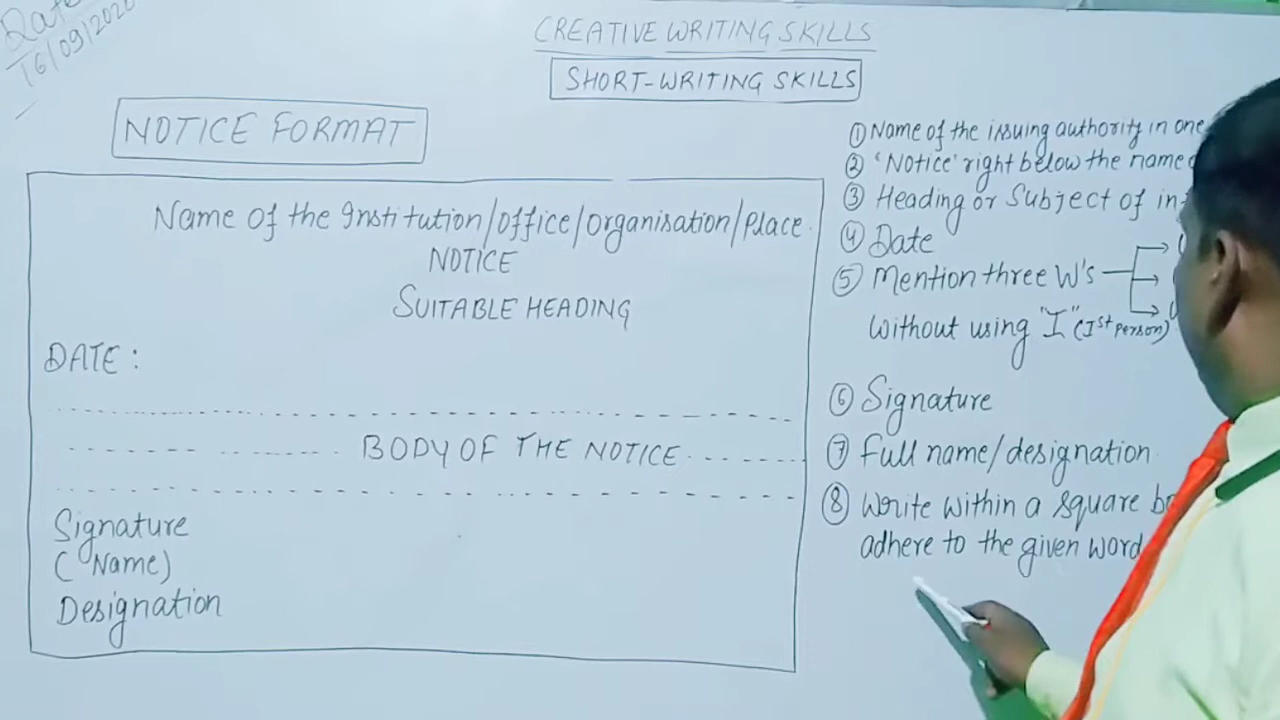 Date
16/09/2020
CREATIVE WRITING SKILLS
SHORT-WRITING SKILLS
NOTICE FORMAT
Name of the Institution/Office/Organisation/Place.
NOTICE
SUITABLE HEADING
DATE :
BODY OF THE NOTICE
Signature
(Name)
Designation
① Name of the issuing authority in one
② 'Notice' right below the name
③ Heading or Subject of
④ Date
⑤ Mention three W's
Without using "I" (Ist person)
⑥ Signature
⑦ Full name/designation
⑧ Write within a square
adhere to the given word